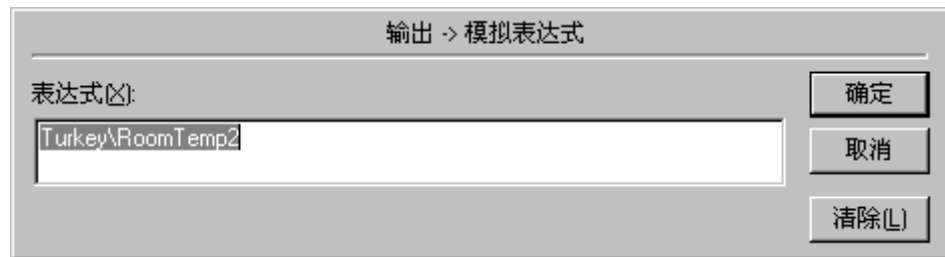 输出 -> 模拟表达式
表达式(X):
确定
Turkey\RoomTemp2
取消
清除(L)